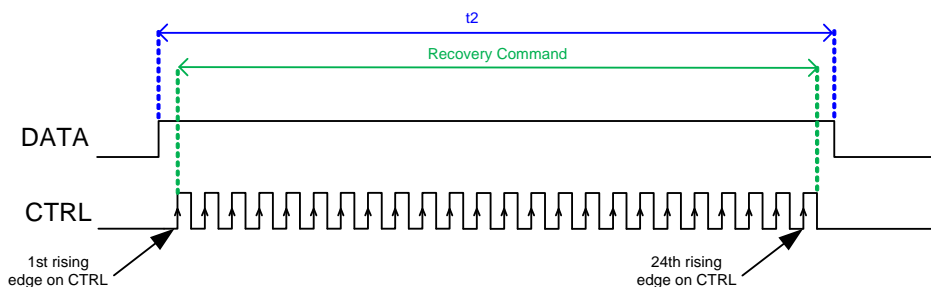 t2
Recovery Command
DATA
CTRL
1st rising
edge on CTRL
24th rising
edge on CTRL